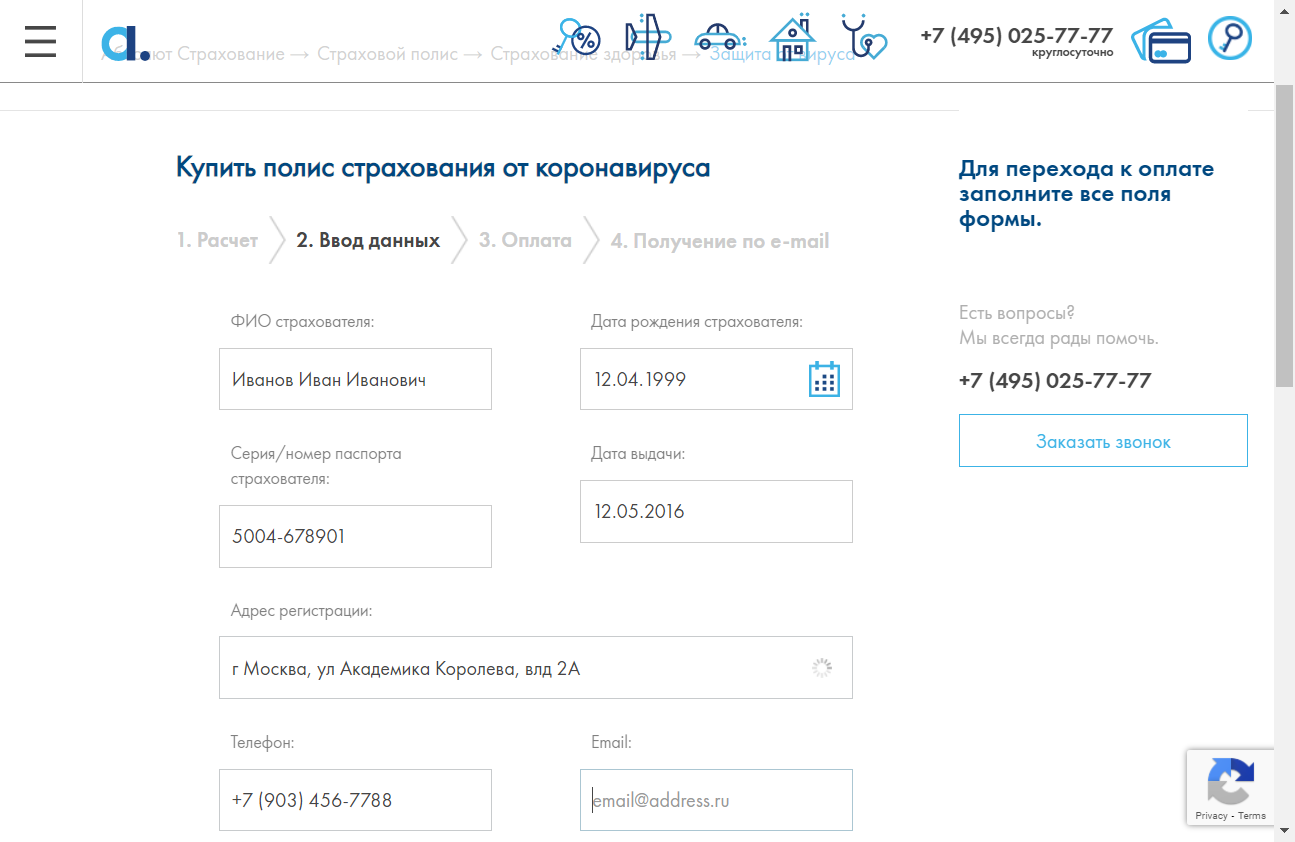 Страхование → Страховой полис → Страхование здоровья → Защита
+7 (495) 025-77-77
круглосуточно
Купить полис страхования от коронавируса
1. Расчет
2. Ввод данных
3. Оплата
4. Получение по e-mail
ФИО страхователя:
Дата рождения страхователя:
Иванов Иван Иванович
12.04.1999
Серия/номер паспорта
страхователя:
Дата выдачи:
5004-678901
12.05.2016
Адрес регистрации:
г Москва, ул Академика Королева, влд 2А
Телефон:
Email:
+7 (903) 456-7788
email@address.ru
Для перехода к оплате
заполните все поля
формы.
Есть вопросы?
Мы всегда рады помочь.
+7 (495) 025-77-77
Заказать звонок
Privacy - Terms